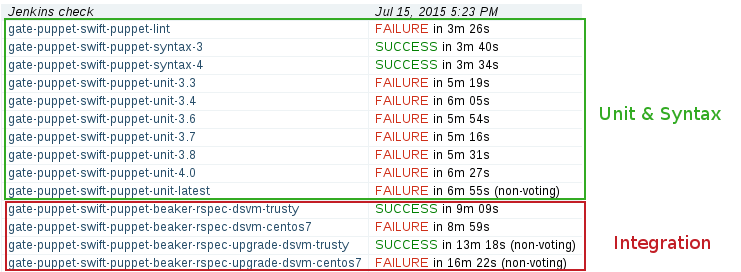 Jenkins check Jul 15, 2015 5:23 PM
gate-puppet-swift-puppet-lint FAILURE in 3m 26s
gate-puppet-swift-puppet-syntax-3 SUCCESS in 3m 40s
gate-puppet-swift-puppet-syntax-4 SUCCESS in 3m 34s
gate-puppet-swift-puppet-unit-3.3 FAILURE in 5m 19s
gate-puppet-swift-puppet-unit-3.4 FAILURE in 6m 05s
gate-puppet-swift-puppet-unit-3.6 FAILURE in 5m 54s
gate-puppet-swift-puppet-unit-3.7 FAILURE in 5m 16s
gate-puppet-swift-puppet-unit-3.8 FAILURE in 5m 31s
gate-puppet-swift-puppet-unit-4.0 FAILURE in 6m 27s
gate-puppet-swift-puppet-unit-latest FAILURE in 6m 55s (non-voting)
Unit & Syntax
gate-puppet-swift-puppet-beaker-rspec-dsvm-trusty SUCCESS in 9m 09s
gate-puppet-swift-puppet-beaker-rspec-dsvm-centos7 FAILURE in 8m 59s
gate-puppet-swift-puppet-beaker-rspec-upgrade-dsvm-trusty SUCCESS in 13m 18s (non-voting)
gate-puppet-swift-puppet-beaker-rspec-upgrade-dsvm-centos7 FAILURE in 16m 22s (non-voting)
Integration